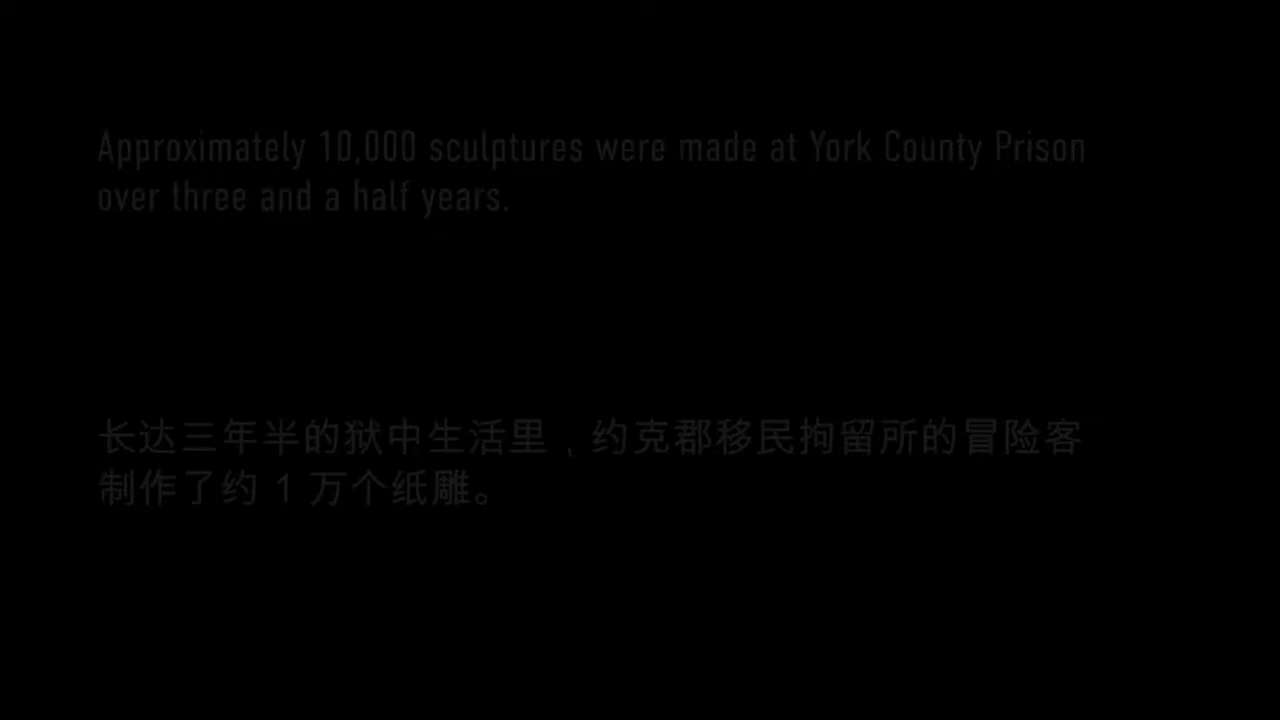 Approximately 10,000 sculptures were made at York County Prison
over three and a half years.
长达三年半的狱中生活里，约克郡移民拘留所的冒险客
制作了约 1 万个纸雕。